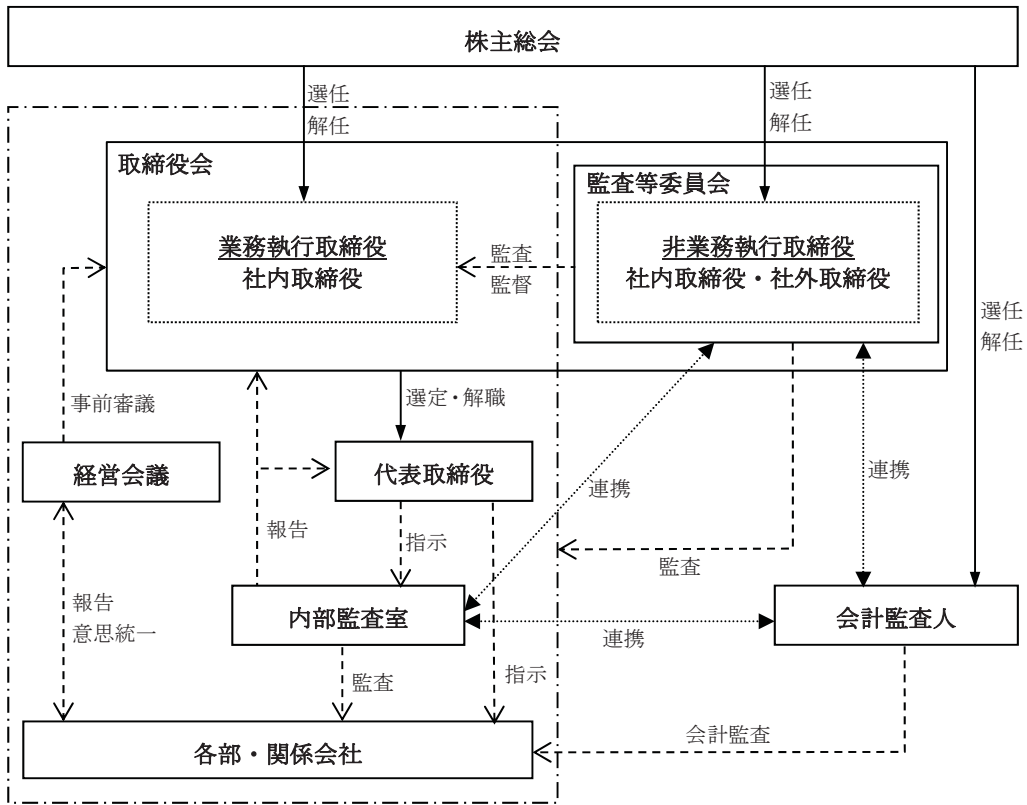 株主総会
選任
解任
選任
解任
取締役会
監査等委員会
業務執行取締役
社内取締役
監査
監督
非業務執行取締役
社内取締役・社外取締役
選任
解任
事前審議
選定・解職
経営会議
代表取締役
連携
連携
報告
指示
監査
報告
意思統一
内部監査室
連携
会計監査人
監査
指示
会計監査
各部・関係会社